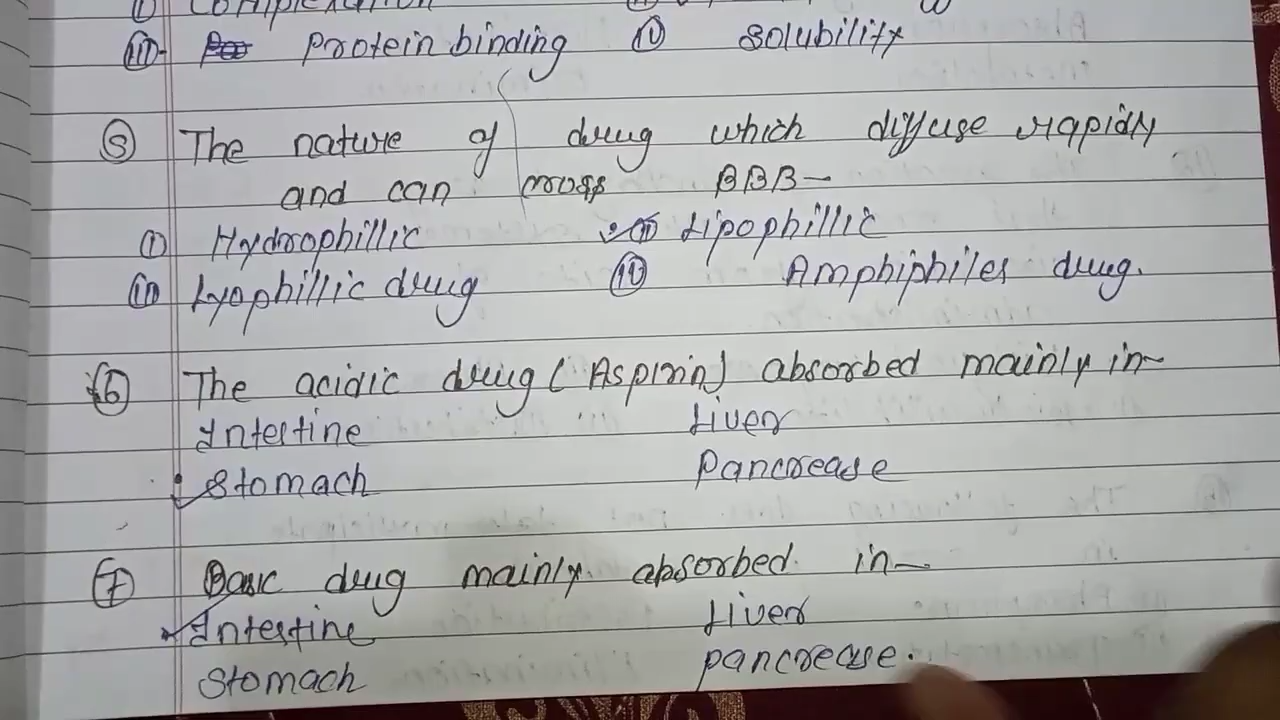 (i) Complexation
(iii) Protein binding (iv) Solubility
(5) The nature of drug which diffuse rapidly
and can cross BBB-
(i) Hydrophillic (ii) Lipophillic
(iii) Lyophillic drug (iv) Amphiphiles drug.
(6) The acidic drug (Aspirin) absorbed mainly in-
Intestine Liver
Stomach Pancrease
(7) Basic drug mainly absorbed in-
Intestine Liver
Stomach pancrease.